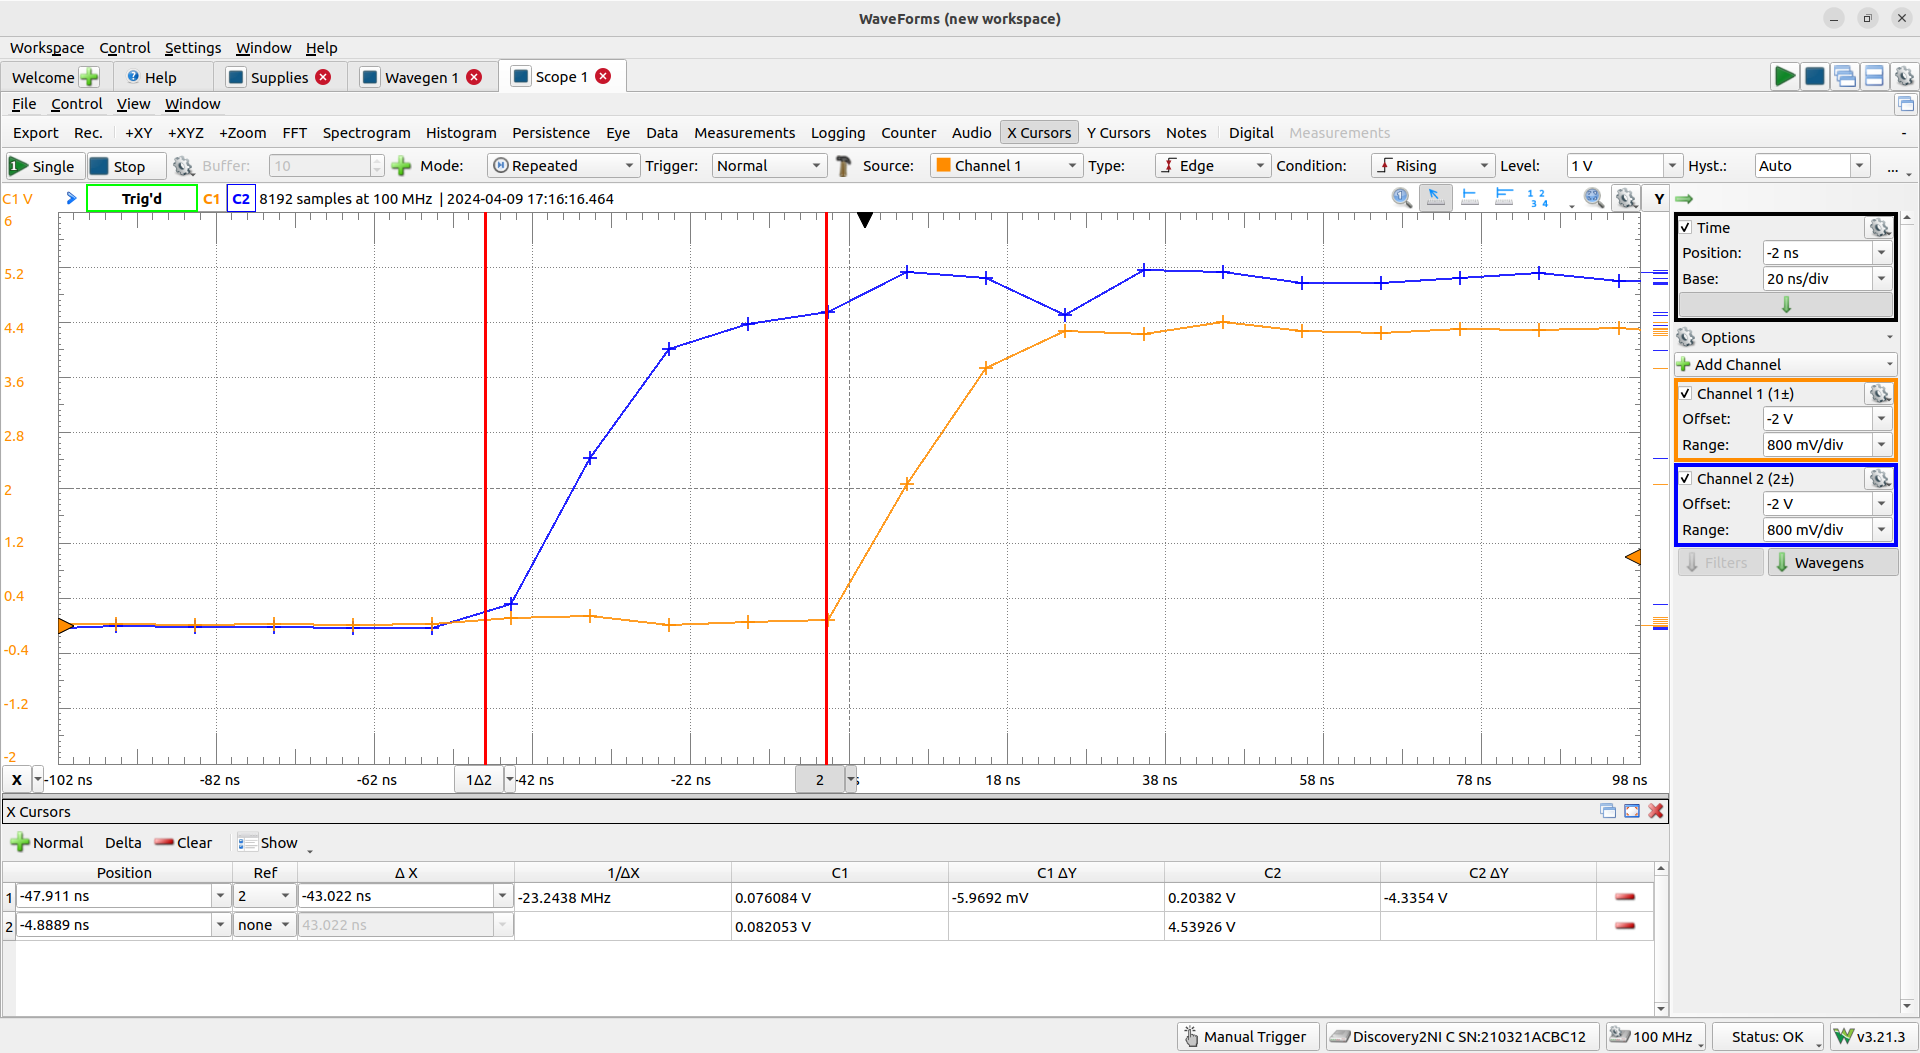 WaveForms (new workspace)
Workspace Control Settings Window Help
Welcome Help Supplies Wavegen 1 Scope 1
File Control View Window
Export Rec. +XY +XYZ +Zoom FFT Spectrogram Histogram Persistence Eye Data Measurements Logging Counter Audio X Cursors Y Cursors Notes Digital Measurements -
Single Stop Buffer: 10 Mode: Repeated Trigger: Normal Source: Channel 1 Type: Edge Condition: Rising Level: 1 V Hyst.: Auto ...
C1 V Trig'd C1 C2 8192 samples at 100 MHz | 2024-04-09 17:16:16.464 Y
6
5.2
4.4
3.6
2.8
2
1.2
0.4
-0.4
-1.2
-2
X -102 ns -82 ns -62 ns 1Δ2 -42 ns -22 ns 2 18 ns 38 ns 58 ns 78 ns 98 ns
Time
Position: -2 ns
Base: 20 ns/div
Options
Add Channel
Channel 1 (1±)
Offset: -2 V
Range: 800 mV/div
Channel 2 (2±)
Offset: -2 V
Range: 800 mV/div
Filters Wavegens
X Cursors
Normal Delta Clear Show
Position Ref Δ X 1/ΔX C1 C1 ΔY C2 C2 ΔY
1 -47.911 ns 2 -43.022 ns -23.2438 MHz 0.076084 V -5.9692 mV 0.20382 V -4.3354 V
2 -4.8889 ns none 43.022 ns 0.082053 V 4.53926 V
Manual Trigger Discovery2NI C SN:210321ACBC12 100 MHz Status: OK v3.21.3